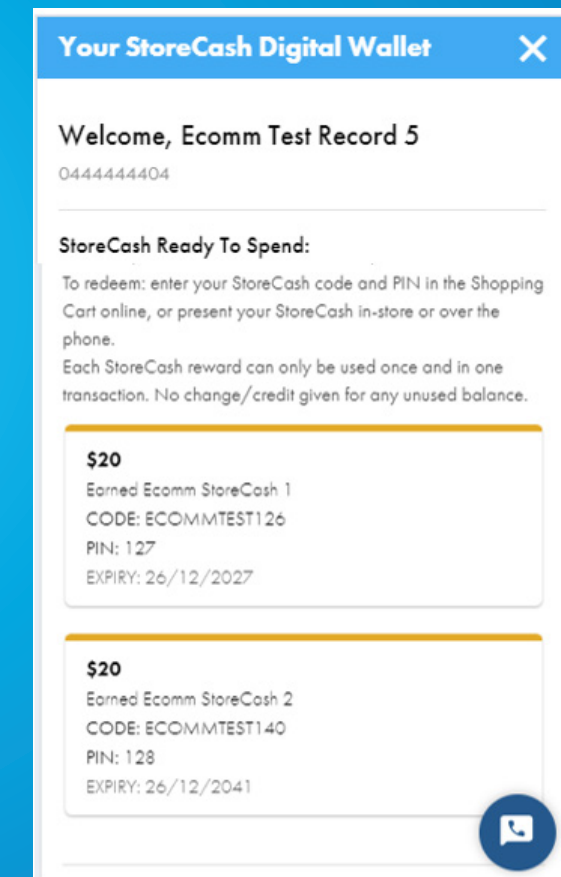 Your StoreCash Digital Wallet
Welcome, Ecomm Test Record 5
0444444404
StoreCash Ready To Spend:
To redeem: enter your StoreCash code and PIN in the Shopping
Cart online, or present your StoreCash in-store or over the
phone.
Each StoreCash reward can only be used once and in one
transaction. No change/credit given for any unused balance.
$20
Earned Ecomm StoreCash 1
CODE: ECOMMTEST126
PIN: 127
EXPIRY: 26/12/2027
$20
Earned Ecomm StoreCash 2
CODE: ECOMMTEST140
PIN: 128
EXPIRY: 26/12/2041